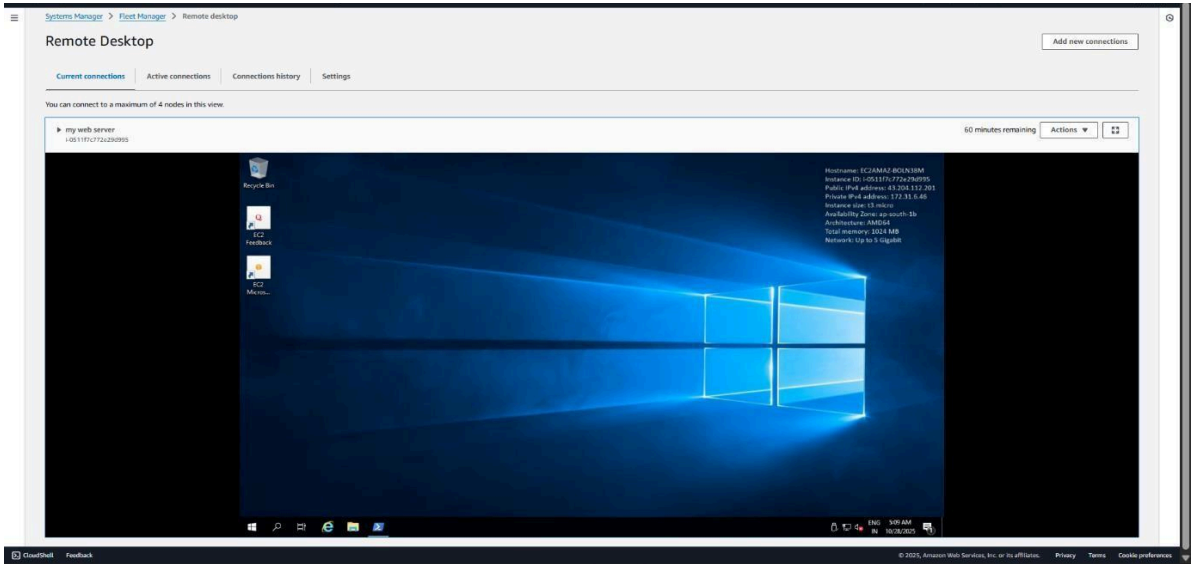 Systems Manager > Fleet Manager > Remote desktop
Remote Desktop
Add new connections
Current connections
Active connections
Connections history
Settings
You can connect to a maximum of 4 nodes in this view.
my web server
i-0511f7c772e29d995
60 minutes remaining
Actions
Recycle Bin
EC2
Feedback
EC2
Micros...
Hostname: EC2AMAZ-BOLN38M
Instance ID: i-0511f7c772e29d995
Public IPv4 address: 43.204.112.201
Private IPv4 address: 172.31.6.46
Instance size: t3.micro
Availability Zone: ap-south-1b
Architecture: AMD64
Total memory: 1024 MB
Network: Up to 5 Gigabit
ENG
IN
5:09 AM
10/28/2025
CloudShell
Feedback
© 2025, Amazon Web Services, Inc. or its affiliates.
Privacy
Terms
Cookie preferences